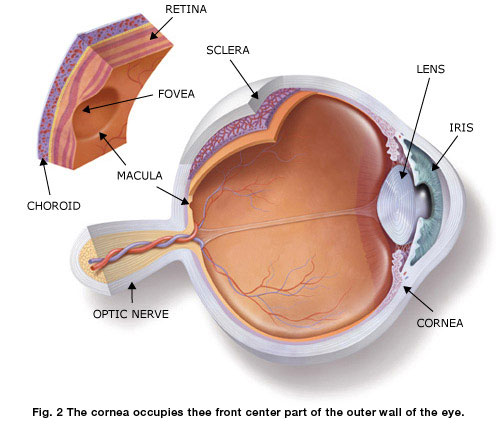 RETINA
SCLERA
LENS
FOVEA
IRIS
MACULA
CHOROID
OPTIC NERVE
CORNEA
Fig. 2 The cornea occupies thee front center part of the outer wall of the eye.